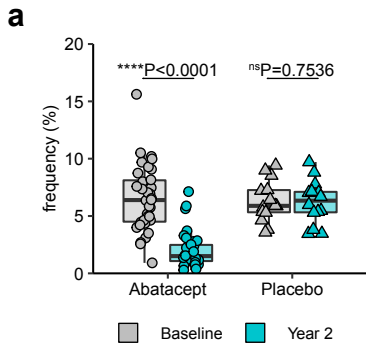 a
20
****P<0.0001
nsP=0.7536
15
frequency (%)
10
5
0
Abatacept
Placebo
Baseline
Year 2